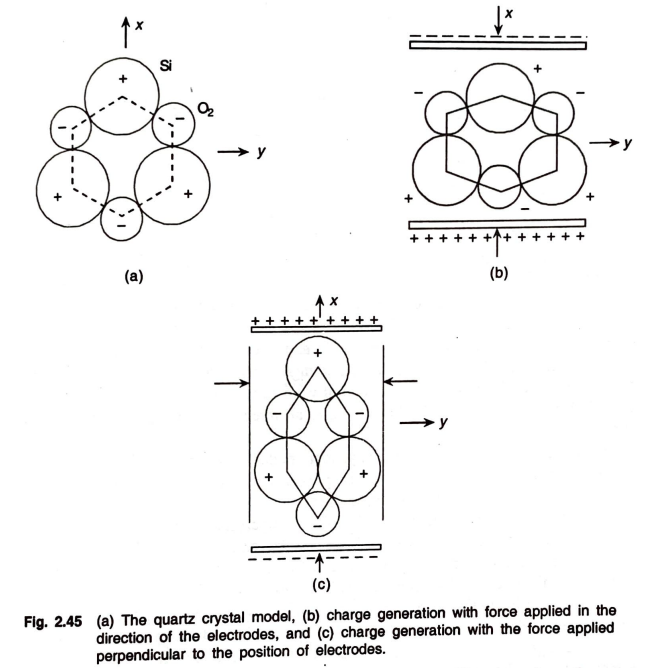 x
Si
+
O2
-
-
y
+
+
-
(a)
x
- - - - - - - - - - - - - -
+
-
-
y
+
+
-
+ + + + + + + + + + + + +
(b)
x
+ + + + + + + + +
+
-
-
y
+
+
-
- - - - - - - - -
(c)
Fig. 2.45 (a) The quartz crystal model, (b) charge generation with force applied in the
direction of the electrodes, and (c) charge generation with the force applied
perpendicular to the position of electrodes.